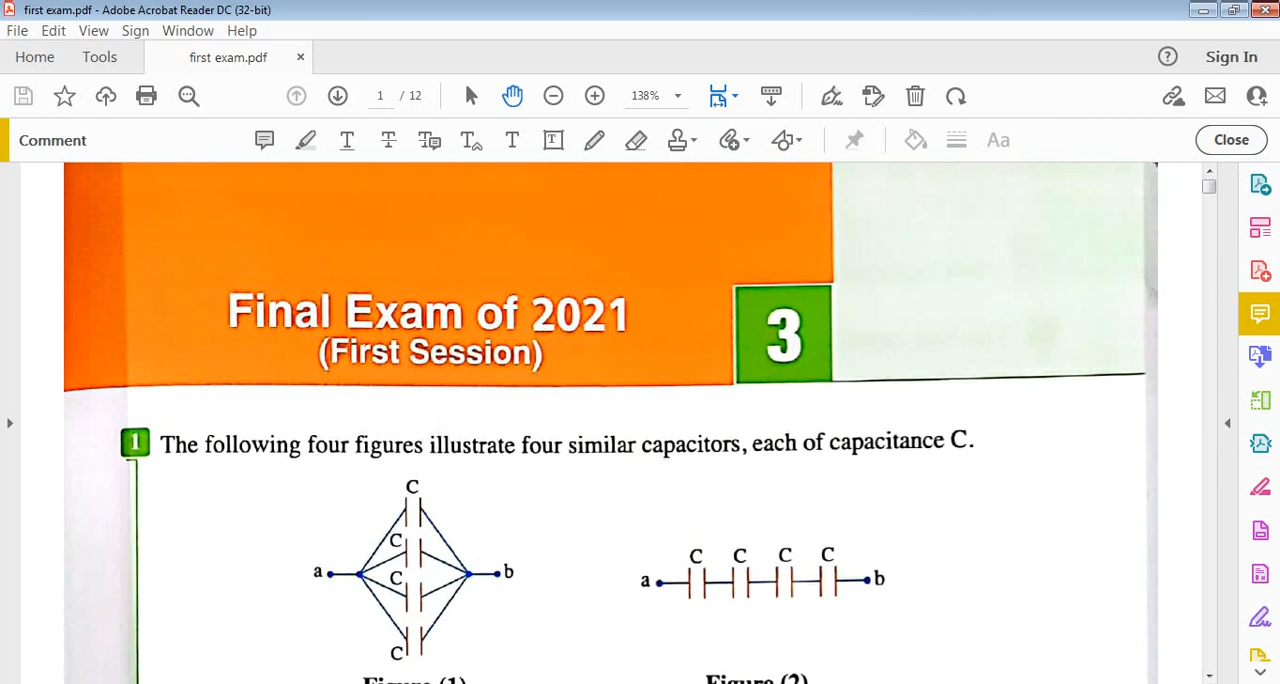 first exam.pdf - Adobe Acrobat Reader DC (32-bit)
File Edit View Sign Window Help
Home Tools first exam.pdf × ? Sign In
1 / 12 138%
Comment T T T T T Aa Close
Final Exam of 2021
(First Session)
3
1 The following four figures illustrate four similar capacitors, each of capacitance C.
C
C
a b
C
C
C C C C
a b
Figure (1) Figure (2)